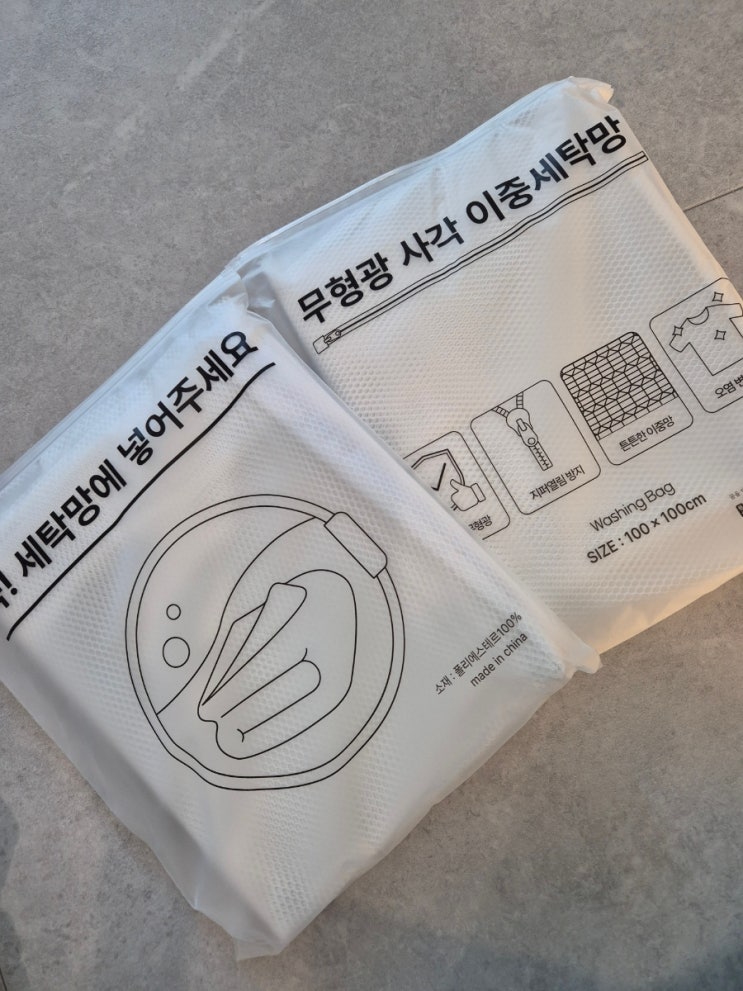 무형광 사각 이중세탁망
지퍼열림 방지
튼튼한 이중망
오염
Washing Bag
SIZE : 100 x 100cm
세탁망에 넣어주세요
소재 : 폴리에스테르100%
made in china